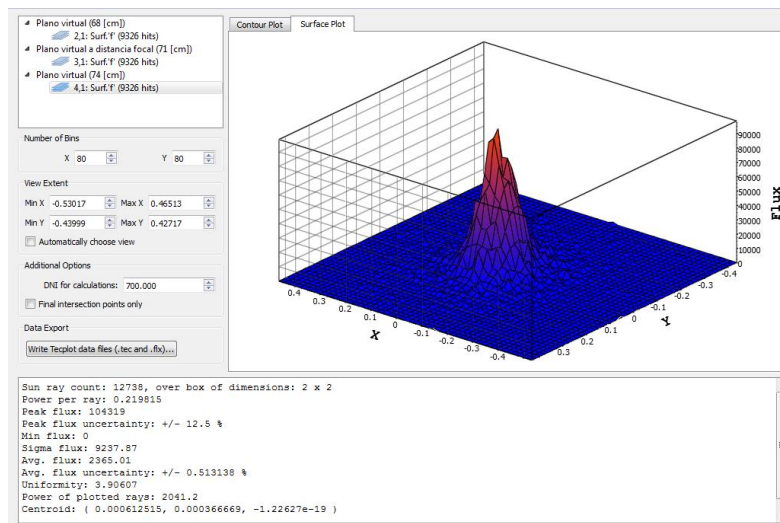 Plano virtual (68 [cm])
2,1: Surf.'f' (9326 hits)
Plano virtual a distancia focal (71 [cm])
3,1: Surf.'f' (9326 hits)
Plano virtual (74 [cm])
4,1: Surf.'f' (9326 hits)
Number of Bins
X 80 Y 80
View Extent
Min X -0.53017 Max X 0.46513
Min Y -0.43999 Max Y 0.42717
Automatically choose view
Additional Options
DNI for calculations: 700.000
Final intersection points only
Data Export
Write Tecplot data files (.tec and .flx)...
Contour Plot Surface Plot
90000
80000
70000
60000
50000
40000
30000
20000
10000
0
Flux
0.4
0.3
0.2
0.1
0
-0.1
-0.2
-0.3
-0.4
X
-0.4
-0.3
-0.2
-0.1
0
0.1
0.2
0.3
Y
Sun ray count: 12738, over box of dimensions: 2 x 2
Power per ray: 0.219815
Peak flux: 104319
Peak flux uncertainty: +/- 12.5 %
Min flux: 0
Sigma flux: 9237.87
Avg. flux: 2365.01
Avg. flux uncertainty: +/- 0.513138 %
Uniformity: 3.90607
Power of plotted rays: 2041.2
Centroid: ( 0.000612515, 0.000366669, -1.22627e-19 )